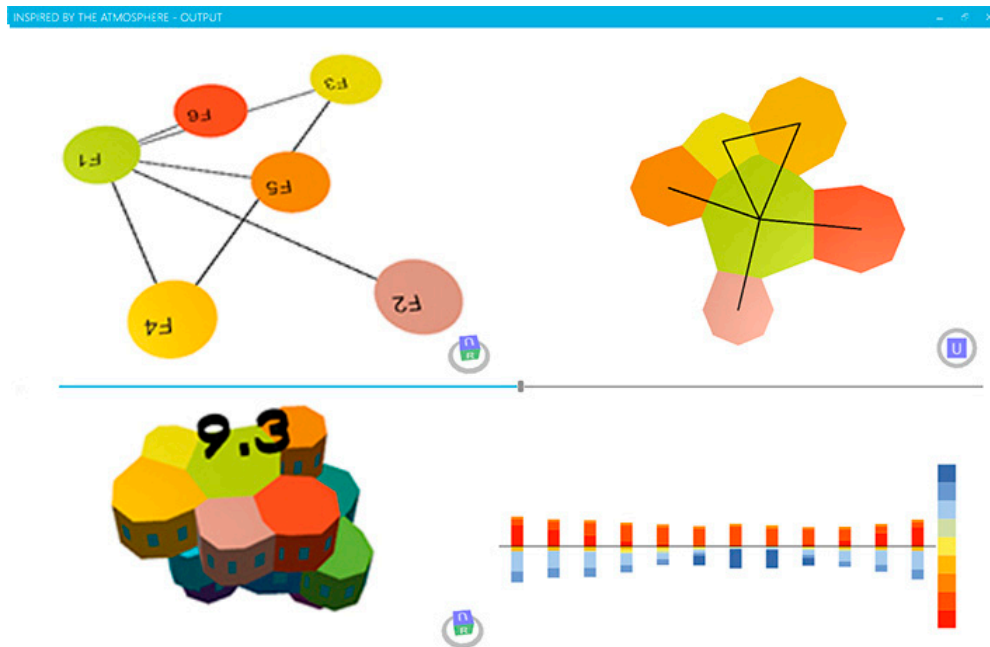 INSPIRED BY THE ATMOSPHERE - OUTPUT
F3
F6
F1
F5
F2
F4
U
R
U
9.3
U
R